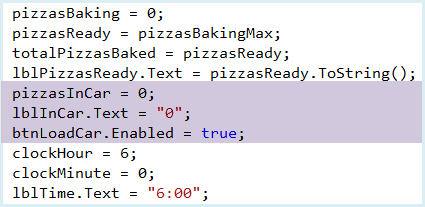 pizzasBaking = 0;
pizzasReady = pizzasBakingMax;
totalPizzasBaked = pizzasReady;
lblPizzasReady.Text = pizzasReady.ToString();
pizzasInCar = 0;
lblInCar.Text = "0";
btnLoadCar.Enabled = true;
clockHour = 6;
clockMinute = 0;
lblTime.Text = "6:00";